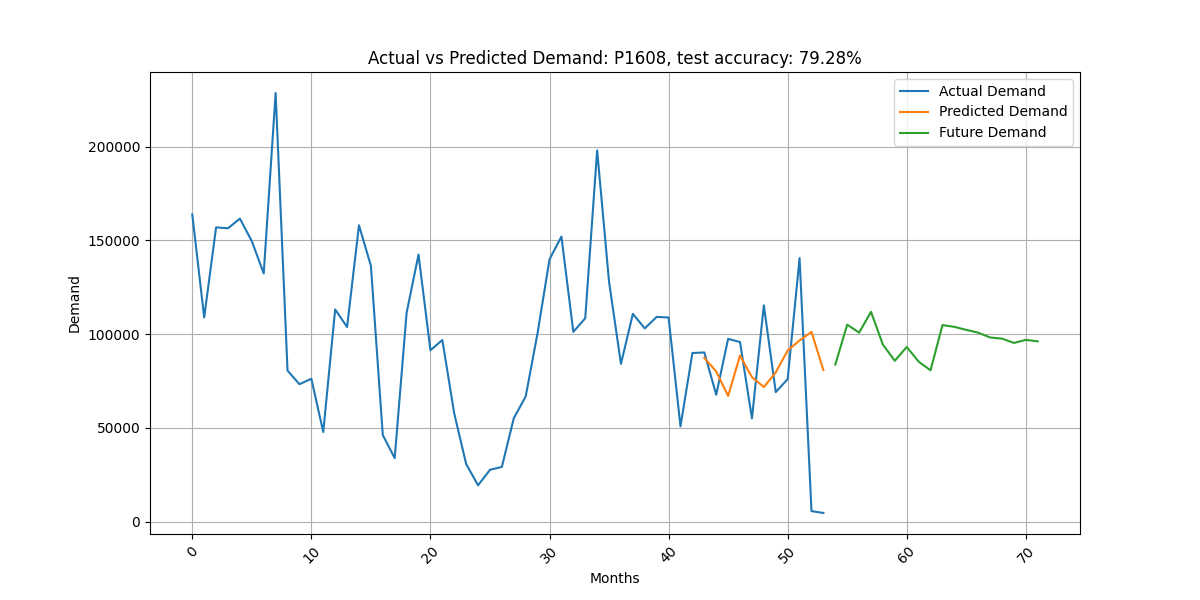 Actual vs Predicted Demand: P1608, test accuracy: 79.28%
Actual Demand
Predicted Demand
Future Demand
200000
150000
100000
50000
0
Demand
0 10 20 30 40 50 60 70
Months